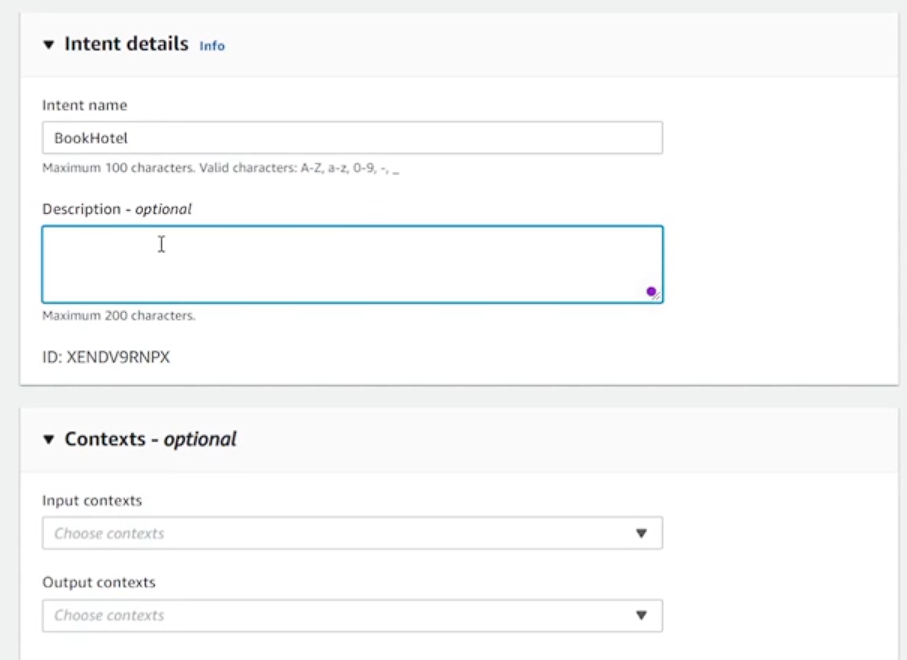 ▼ Intent details Info
Intent name
BookHotel
Maximum 100 characters. Valid characters: A-Z, a-z, 0-9, -, _
Description - optional
Maximum 200 characters.
ID: XENDV9RNPX
▼ Contexts - optional
Input contexts
Choose contexts
Output contexts
Choose contexts